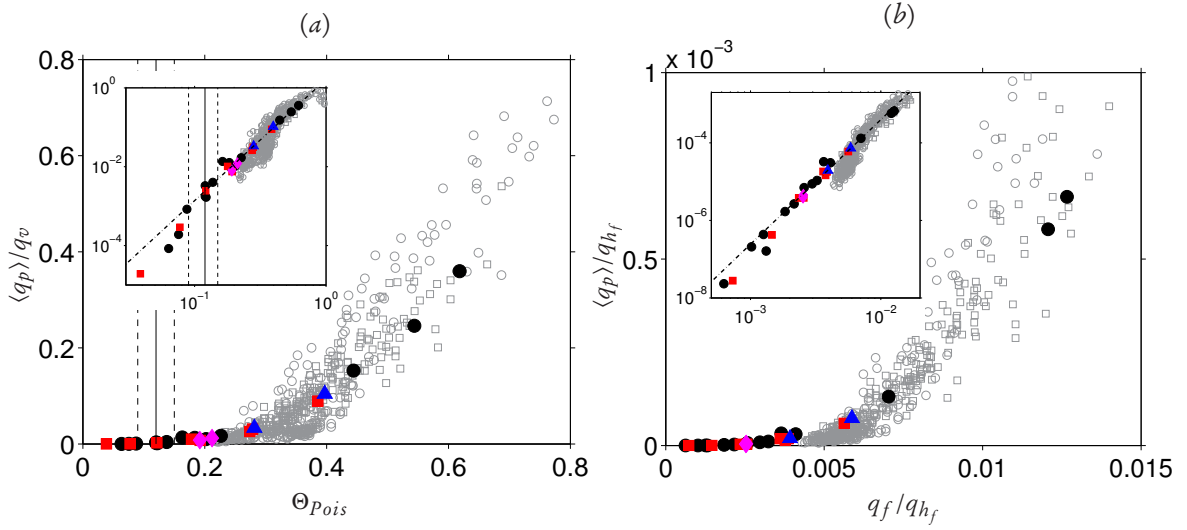 (a)
0.8
0.6
0.4
0.2
0
0 0.2 0.4 0.6 0.8
⟨q_p⟩/q_v
Θ_{Pois}
10^0
10^{-2}
10^{-4}
10^{-1} 10^0
(b)
x 10^{-3}
1
0.5
0
0 0.005 0.01 0.015
⟨q_p⟩/q_{h_f}
q_f/q_{h_f}
10^{-4}
10^{-6}
10^{-8}
10^{-3} 10^{-2}